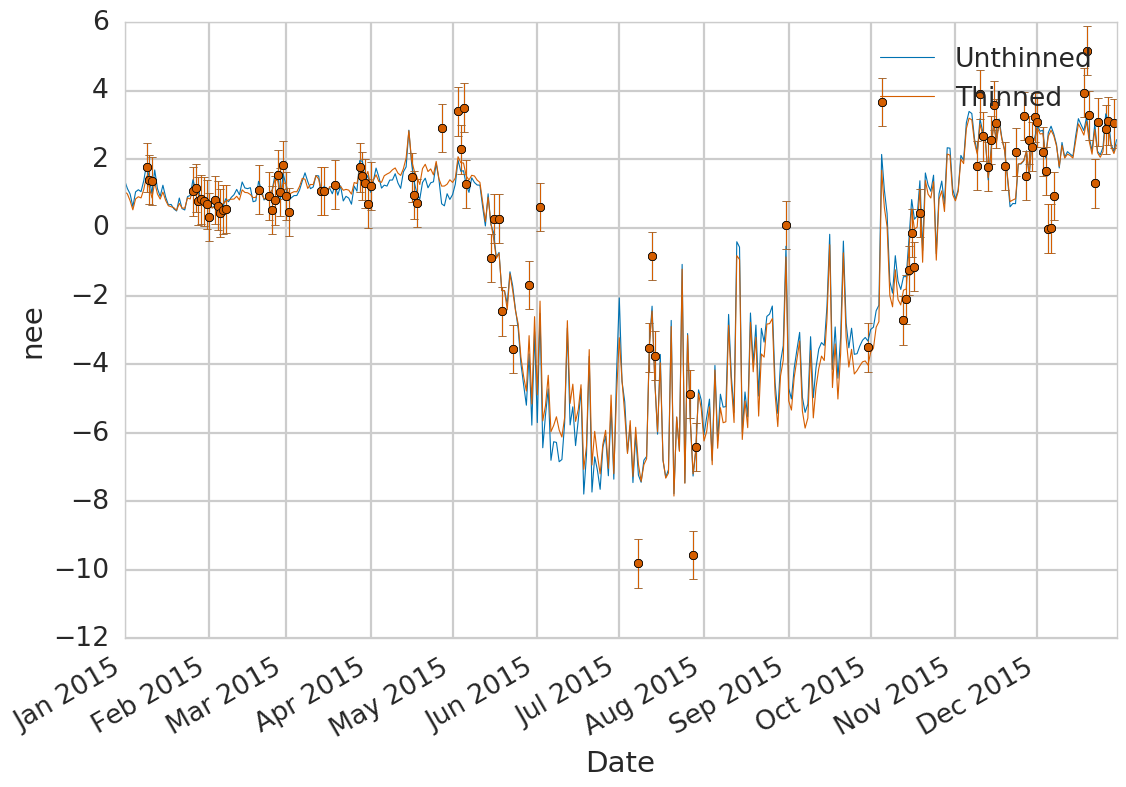 6
4
2
0
−2
−4
−6
−8
−10
−12
nee
Unthinned
Thinned
Jan 2015
Feb 2015
Mar 2015
Apr 2015
May 2015
Jun 2015
Jul 2015
Aug 2015
Sep 2015
Oct 2015
Nov 2015
Dec 2015
Date